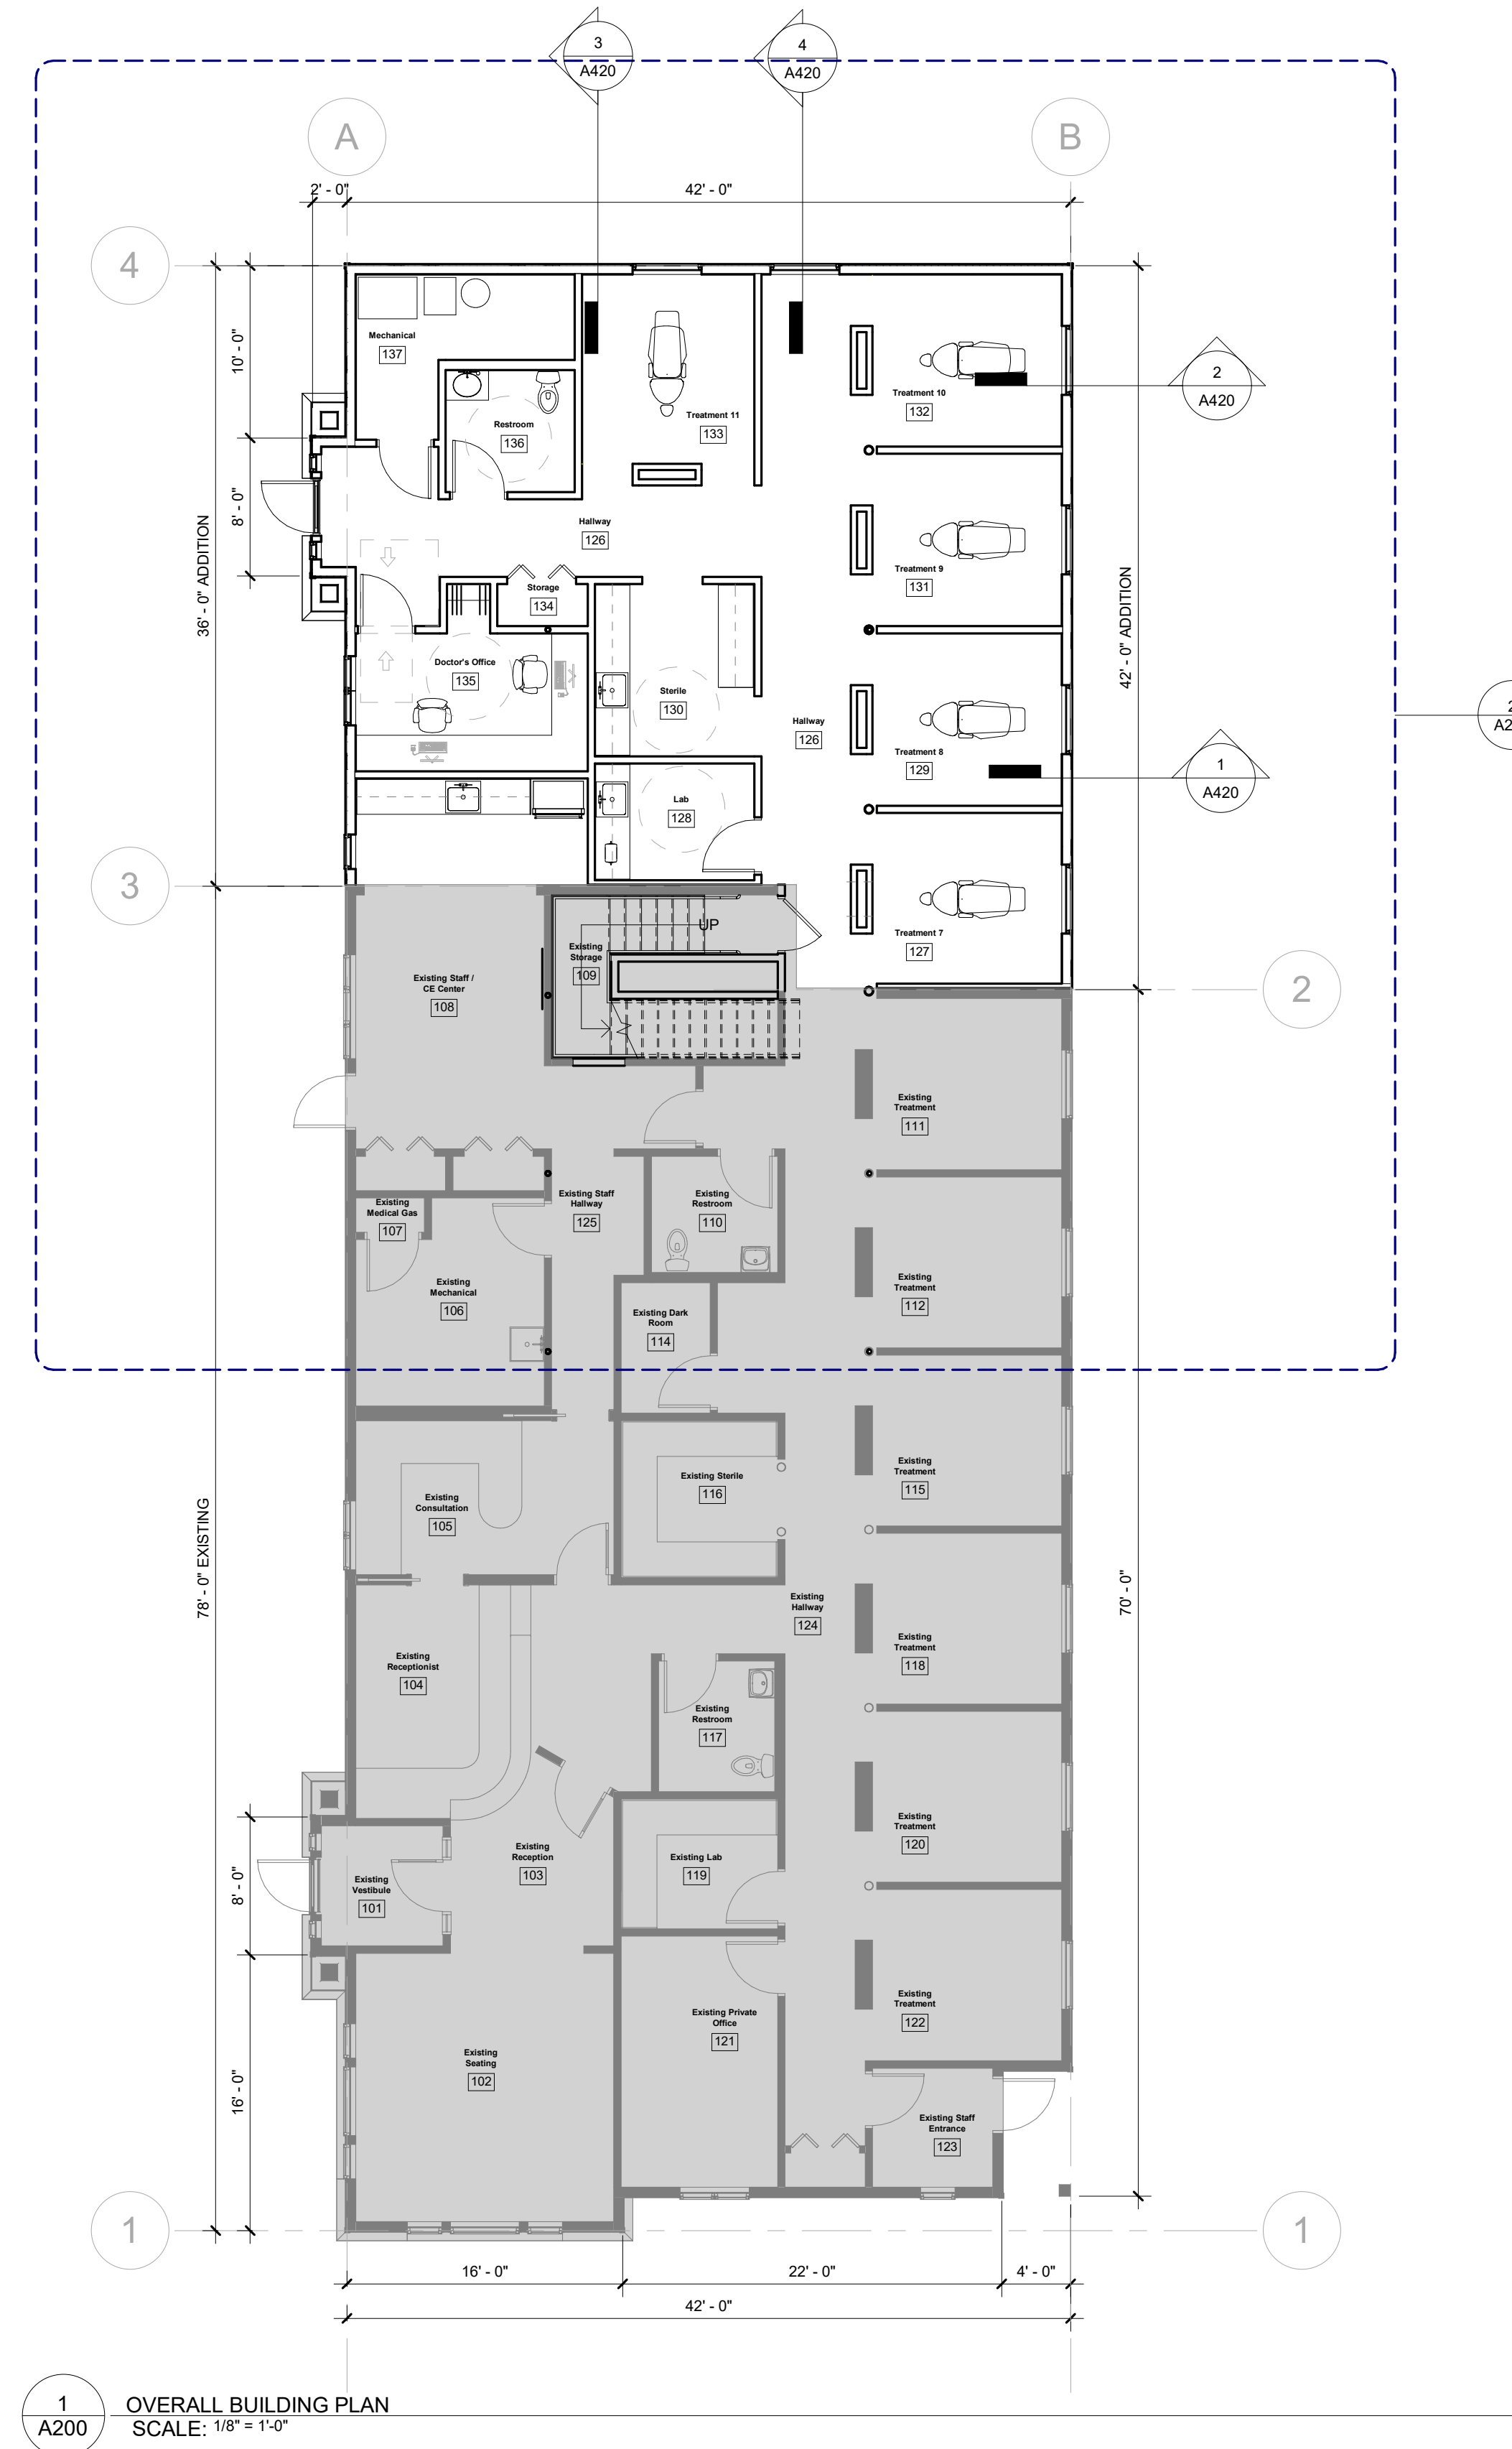 3
A420
4
A420
A
B
2' - 0"
42' - 0"
4
10' - 0"
8' - 0"
36' - 0" ADDITION
42' - 0" ADDITION
Mechanical
137
Restroom
136
Treatment 11
133
Treatment 10
132
2
A420
Hallway
126
Treatment 9
131
Storage
134
Doctor's Office
135
Sterile
130
Hallway
126
Treatment 8
129
1
A420
2
Lab
128
3
UP
Existing
Storage
109
Treatment 7
127
Existing Staff /
CE Center
108
2
Existing
Treatment
111
Existing
Medical Gas
107
Existing Staff
Hallway
125
Existing
Restroom
110
Existing
Mechanical
106
Existing Dark
Room
114
Existing
Treatment
112
78' - 0" EXISTING
70' - 0"
Existing
Consultation
105
Existing Sterile
116
Existing
Treatment
115
Existing
Hallway
124
Existing
Receptionist
104
Existing
Treatment
118
Existing
Restroom
117
Existing
Treatment
120
8' - 0"
Existing
Vestibule
101
Existing
Reception
103
Existing Lab
119
Existing
Treatment
122
16' - 0"
Existing
Seating
102
Existing Private
Office
121
Existing Staff
Entrance
123
1
1
16' - 0"
22' - 0"
4' - 0"
42' - 0"
1
A200
OVERALL BUILDING PLAN
SCALE: 1/8" = 1'-0"